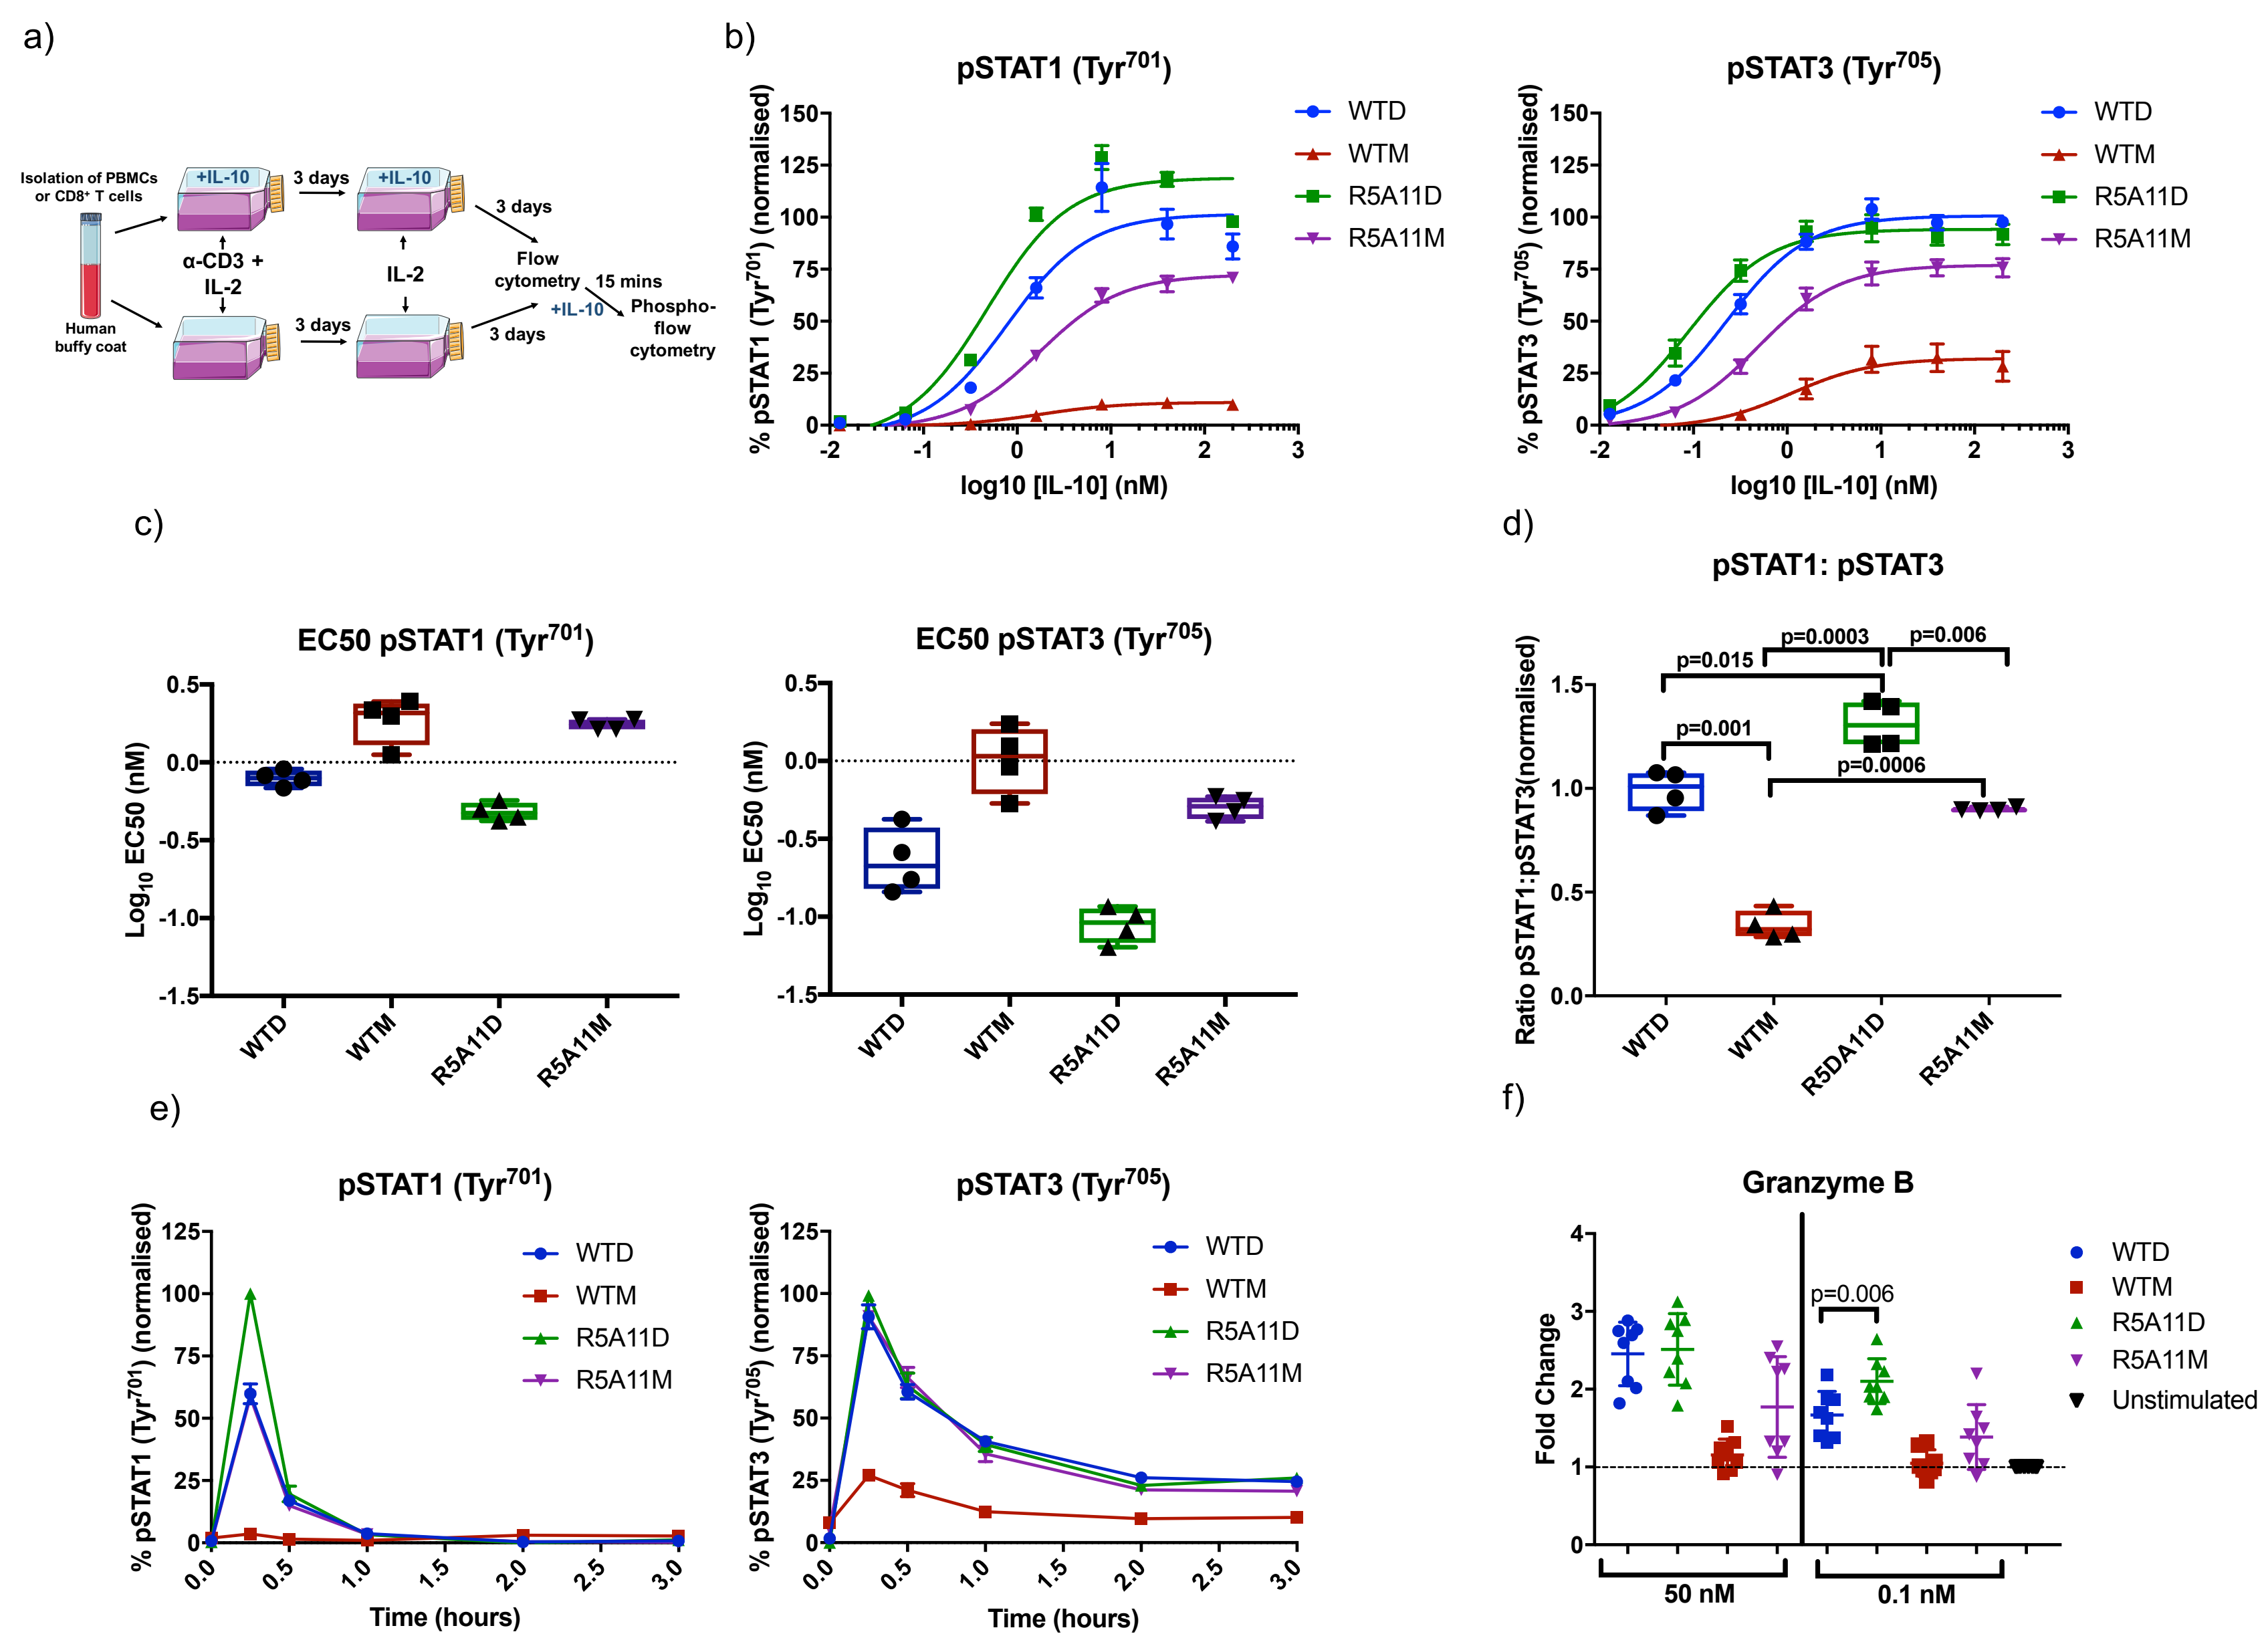 a)
Isolation of PBMCs
or CD8⁺ T cells
Human
buffy coat
+IL-10
3 days
+IL-10
α-CD3 +
IL-2
IL-2
3 days
3 days
3 days
Flow
cytometry
+IL-10
15 mins
Phospho-
flow
cytometry
b)
pSTAT1 (Tyr⁷⁰¹)
% pSTAT1 (Tyr⁷⁰¹) (normalised)
150
125
100
75
50
25
0
-2 -1 0 1 2 3
log10 [IL-10] (nM)
WTD
WTM
R5A11D
R5A11M
pSTAT3 (Tyr⁷⁰⁵)
% pSTAT3 (Tyr⁷⁰⁵) (normalised)
150
125
100
75
50
25
0
-2 -1 0 1 2 3
log10 [IL-10] (nM)
WTD
WTM
R5A11D
R5A11M
c)
EC50 pSTAT1 (Tyr⁷⁰¹)
Log₁₀ EC50 (nM)
0.5
0.0
-0.5
-1.0
-1.5
WTD
WTM
R5A11D
R5A11M
EC50 pSTAT3 (Tyr⁷⁰⁵)
Log₁₀ EC50 (nM)
0.5
0.0
-0.5
-1.0
-1.5
WTD
WTM
R5A11D
R5A11M
d)
pSTAT1: pSTAT3
Ratio pSTAT1:pSTAT3(normalised)
1.5
1.0
0.5
0.0
p=0.0003
p=0.006
p=0.015
p=0.001
p=0.0006
WTD
WTM
R5DA11D
R5A11M
e)
pSTAT1 (Tyr⁷⁰¹)
% pSTAT1 (Tyr⁷⁰¹) (normalised)
125
100
75
50
25
0
0.0 0.5 1.0 1.5 2.0 2.5 3.0
Time (hours)
WTD
WTM
R5A11D
R5A11M
pSTAT3 (Tyr⁷⁰⁵)
% pSTAT3 (Tyr⁷⁰⁵) (normalised)
125
100
75
50
25
0
0.0 0.5 1.0 1.5 2.0 2.5 3.0
Time (hours)
WTD
WTM
R5A11D
R5A11M
f)
Granzyme B
Fold Change
4
3
2
1
0
p=0.006
50 nM
0.1 nM
WTD
WTM
R5A11D
R5A11M
Unstimulated